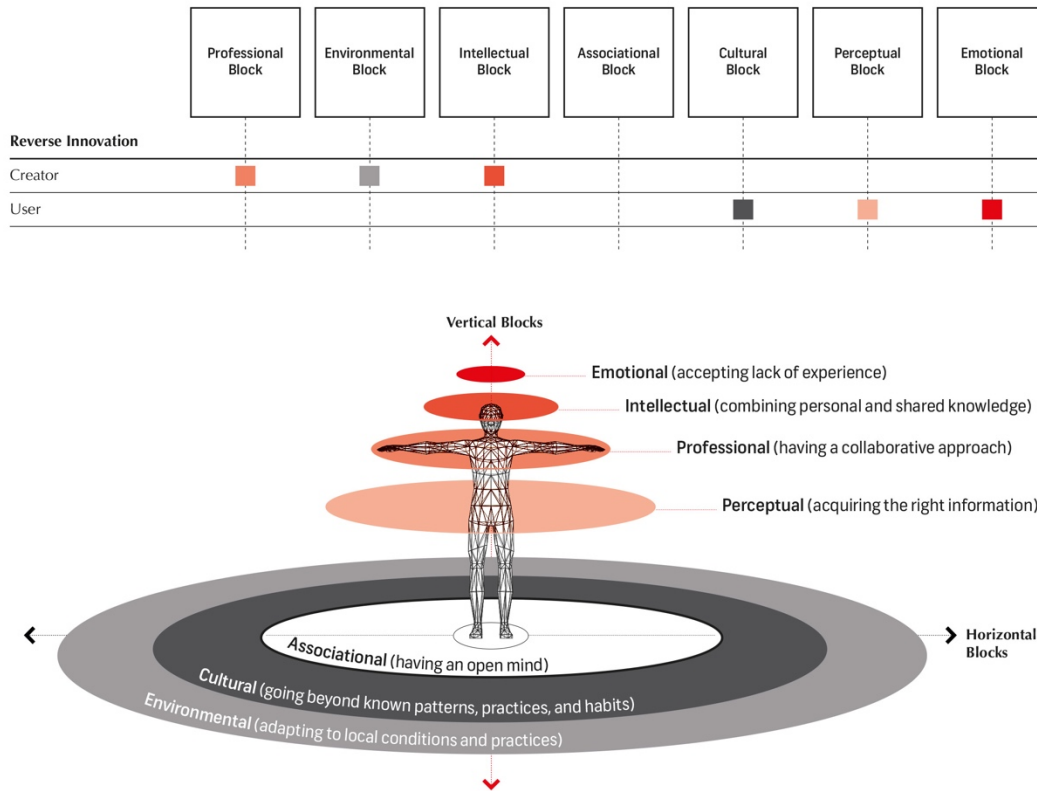 Professional Block
Environmental Block
Intellectual Block
Associational Block
Cultural Block
Perceptual Block
Emotional Block
Reverse Innovation
Creator
User
Vertical Blocks
Emotional (accepting lack of experience)
Intellectual (combining personal and shared knowledge)
Professional (having a collaborative approach)
Perceptual (acquiring the right information)
Horizontal
Blocks
Associational (having an open mind)
Cultural (going beyond known patterns, practices, and habits)
Environmental (adapting to local conditions and practices)